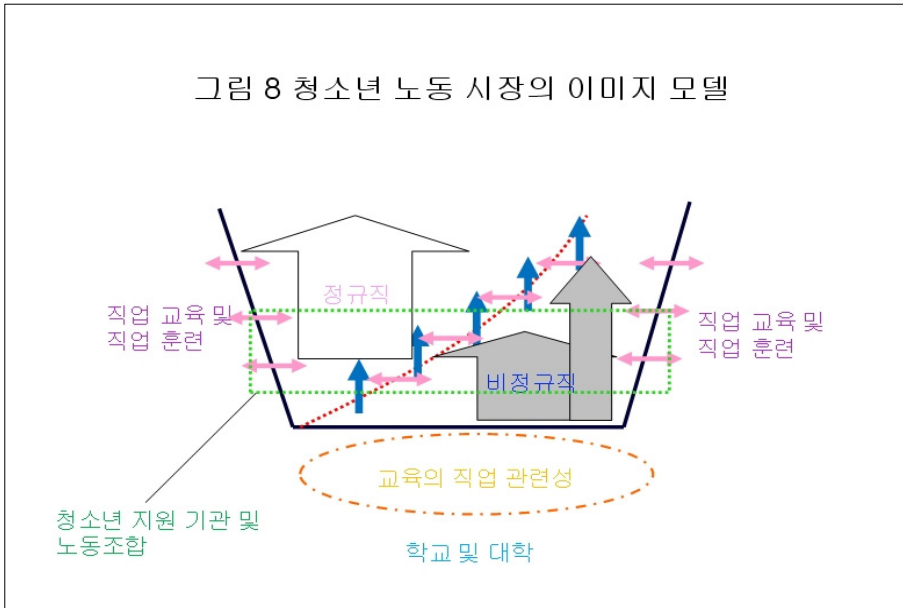 그림 8 청소년 노동 시장의 이미지 모델
정규직
직업 교육 및
직업 훈련
직업 교육 및
직업 훈련
비정규직
교육의 직업 관련성
청소년 지원 기관 및
노동조합
학교 및 대학